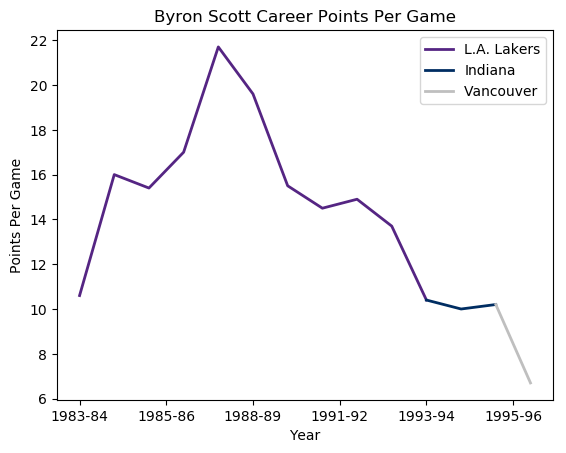 Byron Scott Career Points Per Game
L.A. Lakers
Indiana
Vancouver
Points Per Game
22
20
18
16
14
12
10
8
6
1983-84
1985-86
1988-89
1991-92
1993-94
1995-96
Year